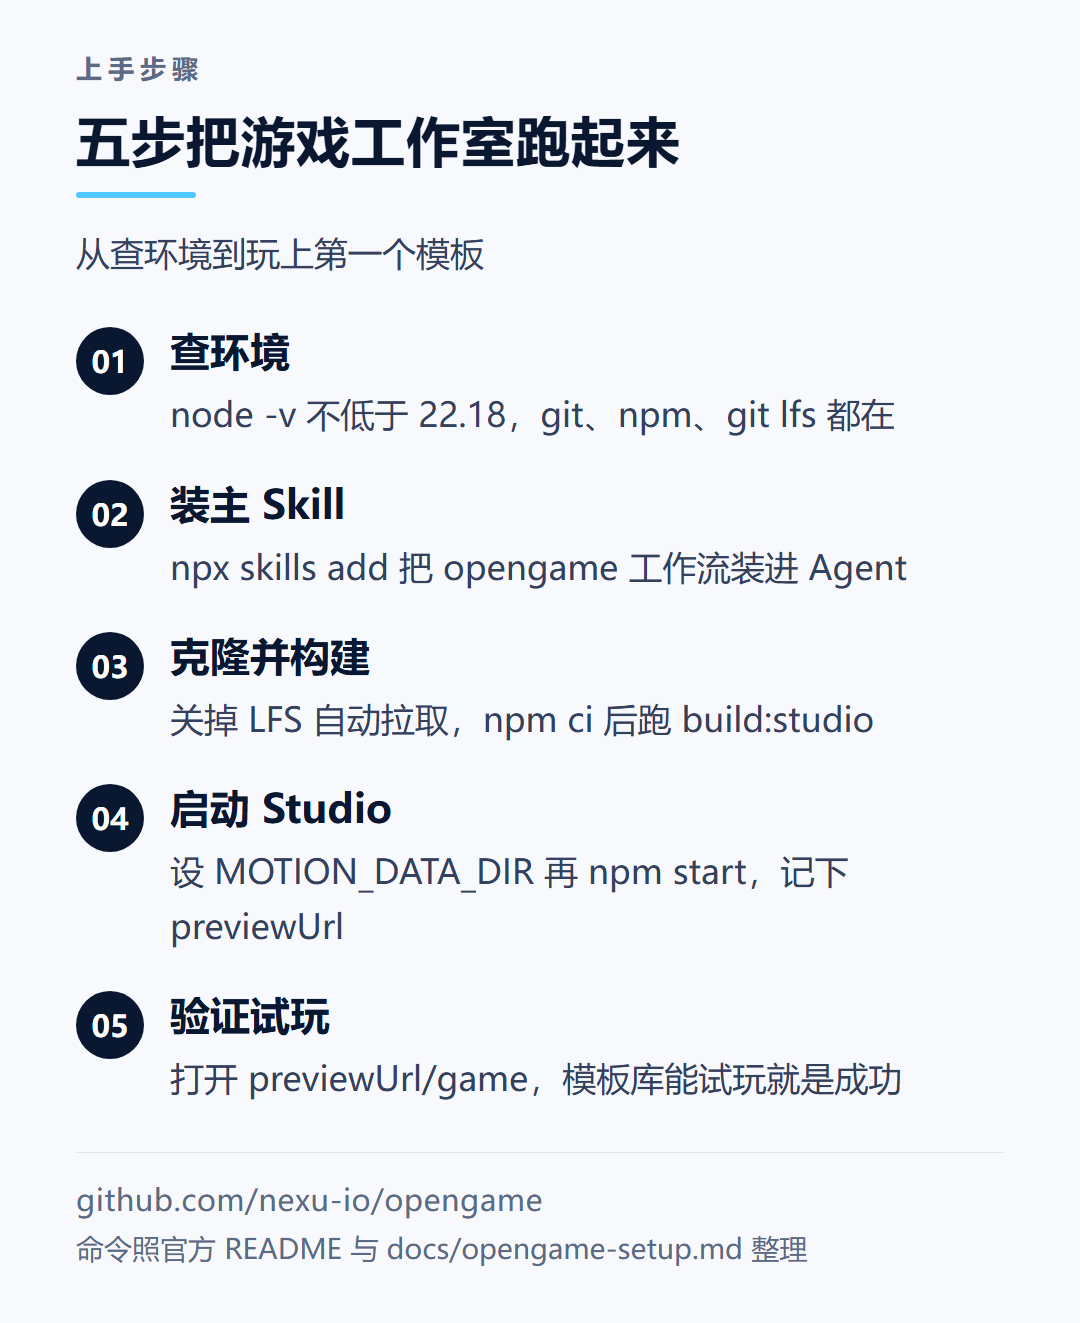 上手步骤
五步把游戏工作室跑起来
从查环境到玩上第一个模板
01
查环境
node -v 不低于 22.18，git、npm、git lfs 都在
02
装主 Skill
npx skills add 把 opengame 工作流装进 Agent
03
克隆并构建
关掉 LFS 自动拉取，npm ci 后跑 build:studio
04
启动 Studio
设 MOTION_DATA_DIR 再 npm start，记下
previewUrl
05
验证试玩
打开 previewUrl/game，模板库能试玩就是成功
github.com/nexu-io/opengame
命令照官方 README 与 docs/opengame-setup.md 整理